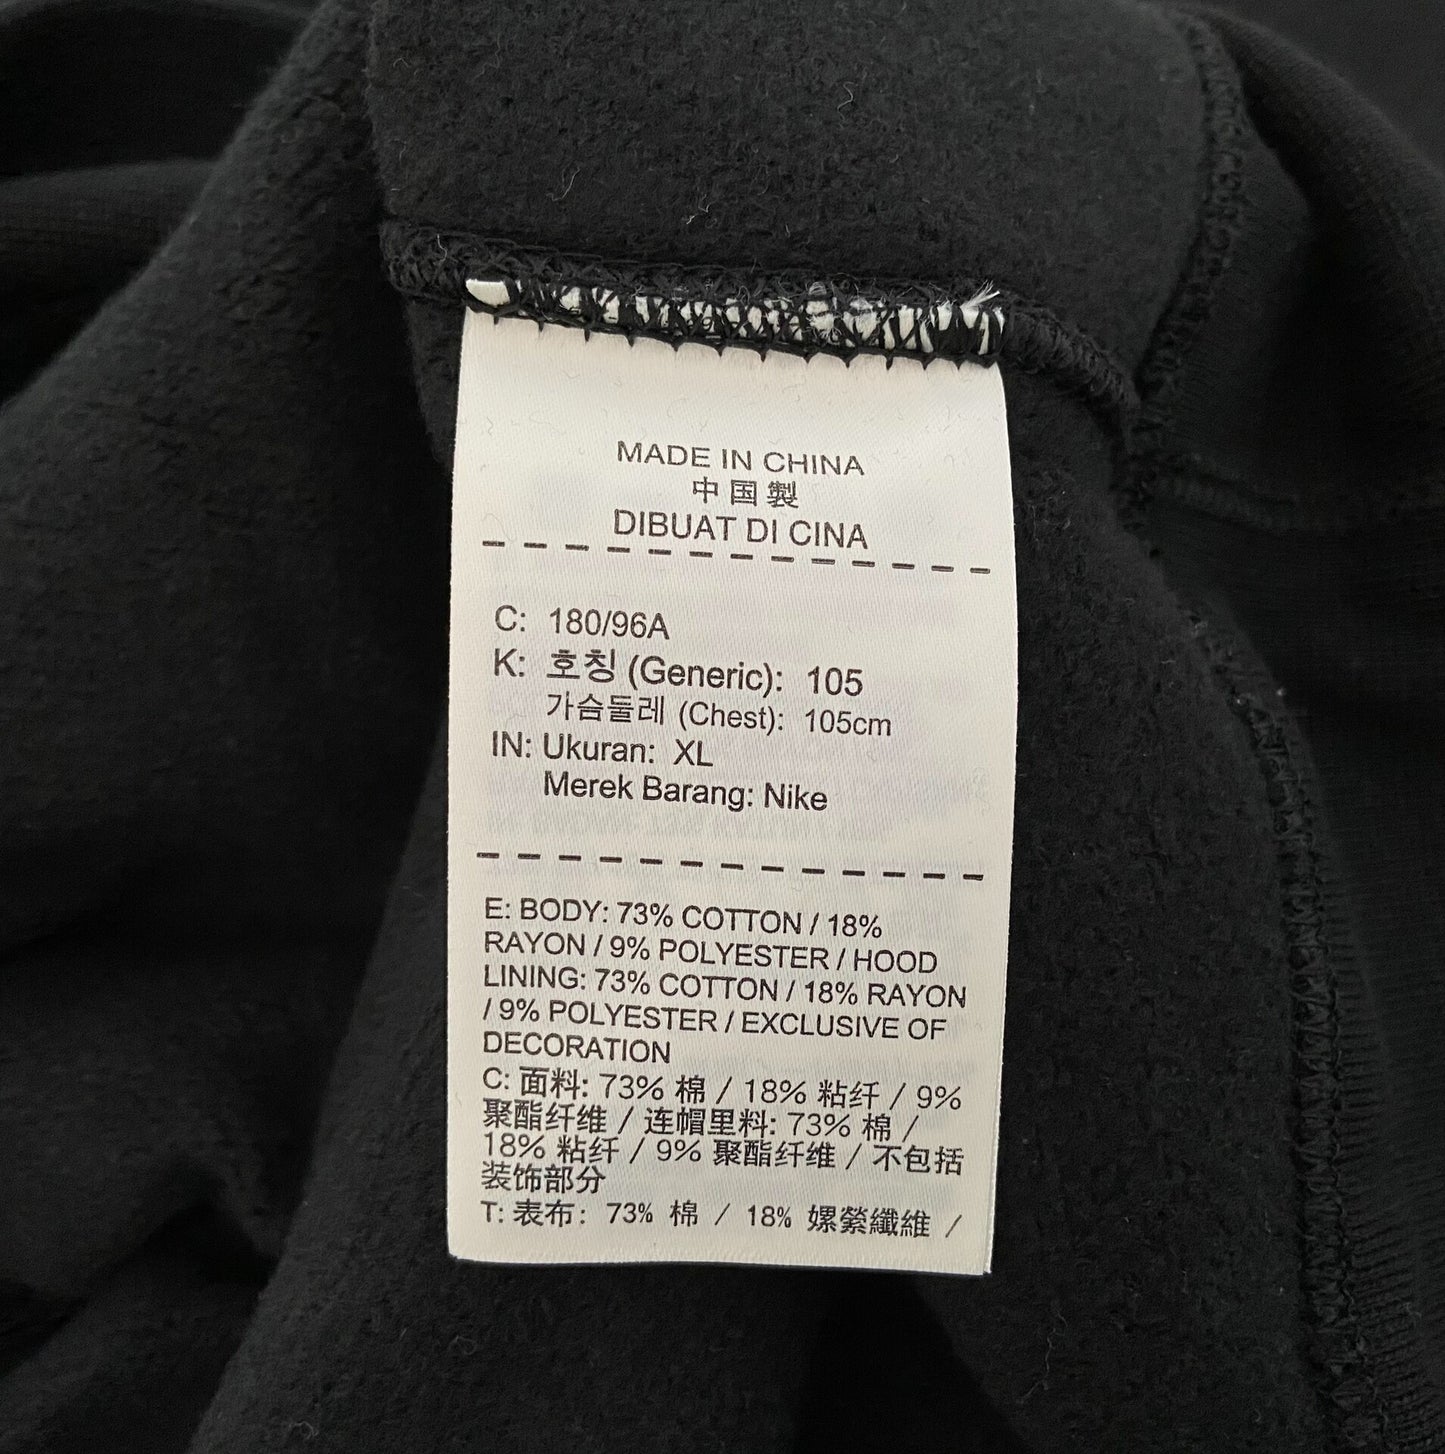 MADE IN CHINA
中国製
DIBUAT DI CINA
C: 180/96A
K: 호칭 (Generic): 105
가슴둘레 (Chest): 105cm
IN: Ukuran: XL
Merek Barang: Nike
E: BODY: 73% COTTON / 18%
RAYON / 9% POLYESTER / HOOD
LINING: 73% COTTON / 18% RAYON
/ 9% POLYESTER / EXCLUSIVE OF
DECORATION
C: 面料: 73% 棉 / 18% 粘纤 / 9%
聚酯纤维 / 连帽里料: 73% 棉 /
18% 粘纤 / 9% 聚酯纤维 / 不包括
装饰部分
T: 表布: 73% 棉 / 18% 嫘縈纖維 /